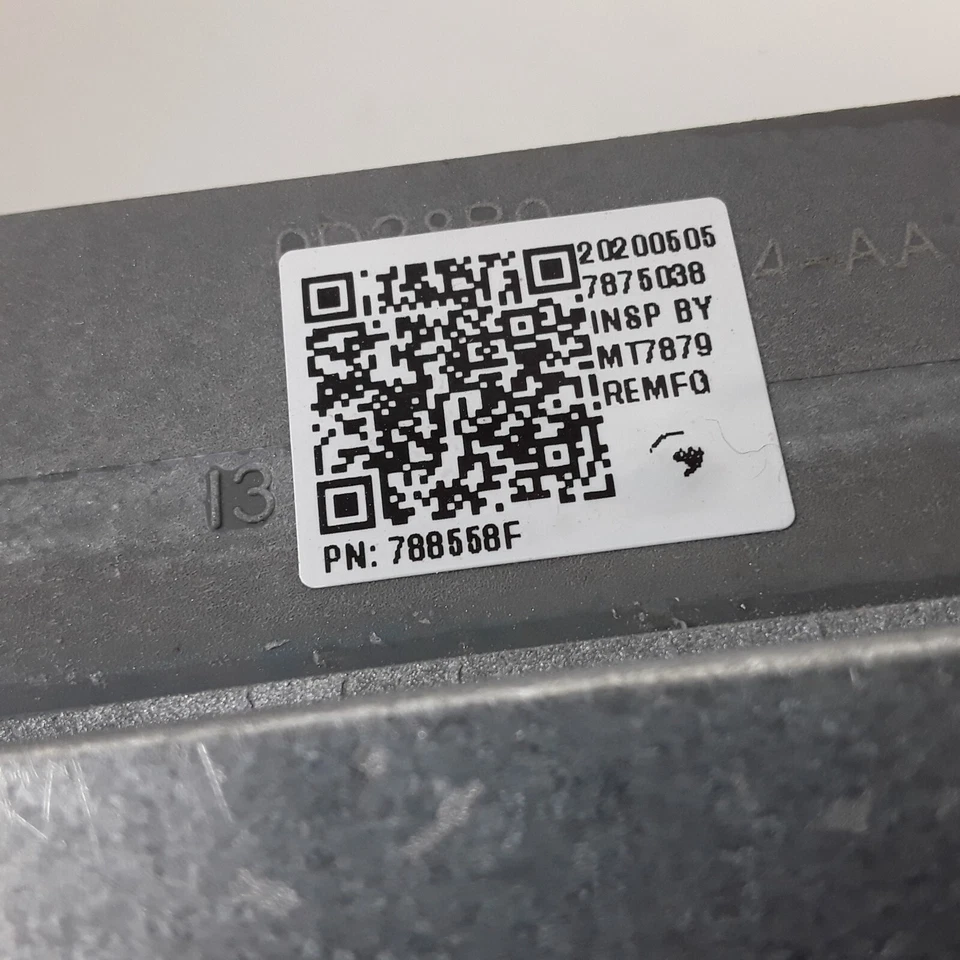 4-AA
20200505
7875038
INSP BY
MT7879
REMFG
13
PN: 788558F